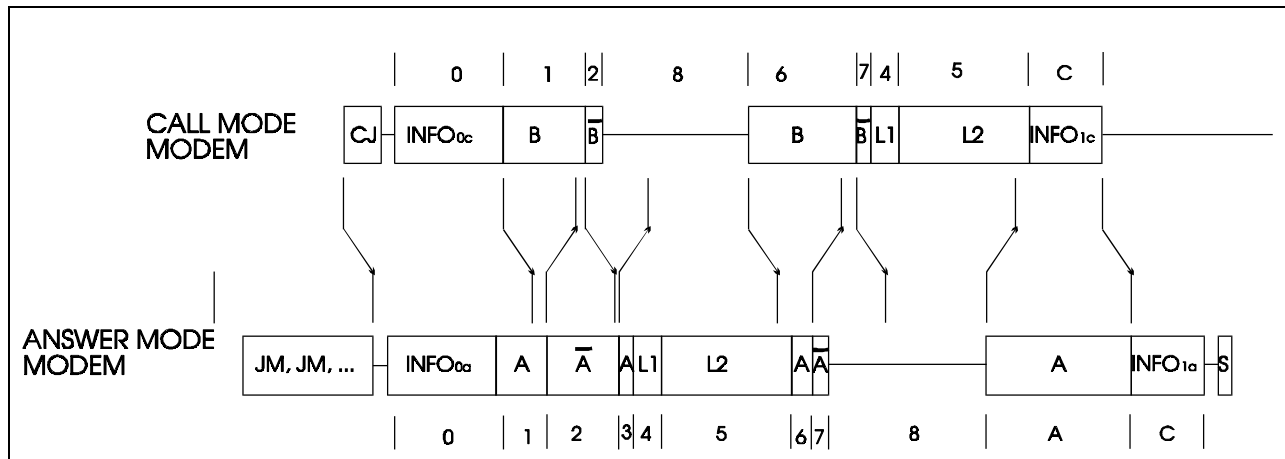 0 1 2 8 6 7 4 5 C
CALL MODE MODEM
CJ INFO0c B B̅ B B̅ L1 L2 INFO1c
ANSWER MODE MODEM
JM, JM, ... INFO0a A A̅ A L1 L2 A A̅ A INFO1a S
0 1 2 3 4 5 6 7 8 A C